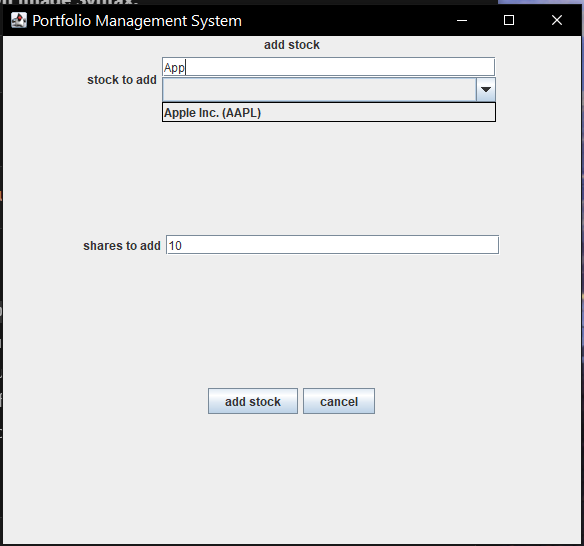 Portfolio Management System
add stock
stock to add
App
Apple Inc. (AAPL)
shares to add
10
add stock
cancel